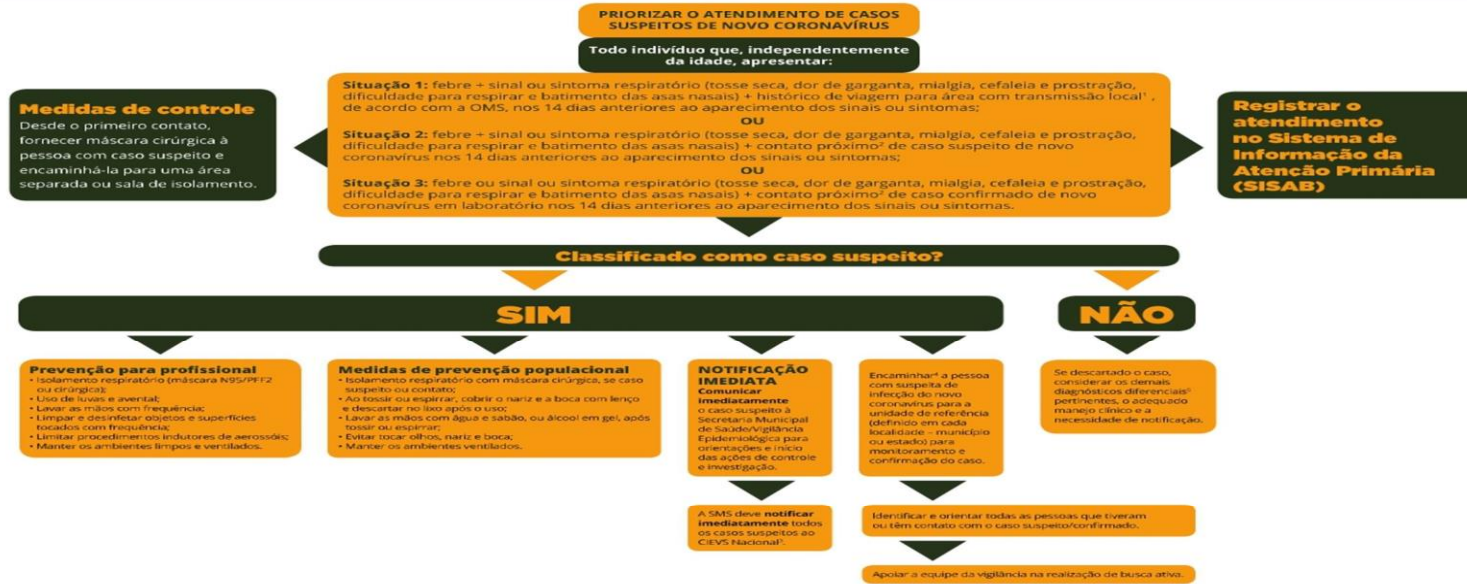 PRIORIZAR O ATENDIMENTO DE CASOS
SUSPEITOS DE NOVO CORONAVÍRUS
Todo indivíduo que, independentemente
da idade, apresentar:
Situação 1: febre + sinal ou sintoma respiratório (tosse seca, dor de garganta, mialgia, cefaleia e prostração,
dificuldade para respirar e batimento das asas nasais) + histórico de viagem para área com transmissão local¹ ,
de acordo com a OMS, nos 14 dias anteriores ao aparecimento dos sinais ou sintomas;
OU
Situação 2: febre + sinal ou sintoma respiratório (tosse seca, dor de garganta, mialgia, cefaleia e prostração,
dificuldade para respirar e batimento das asas nasais) + contato próximo² de caso suspeito de novo
coronavírus nos 14 dias anteriores ao aparecimento dos sinais ou sintomas;
OU
Situação 3: febre ou sinal ou sintoma respiratório (tosse seca, dor de garganta, mialgia, cefaleia e prostração,
dificuldade para respirar e batimento das asas nasais) + contato próximo² de caso confirmado de novo
coronavírus em laboratório nos 14 dias anteriores ao aparecimento dos sinais ou sintomas.
Medidas de controle
Desde o primeiro contato,
fornecer máscara cirúrgica à
pessoa com caso suspeito e
encaminhá-la para uma área
separada ou sala de isolamento.
Registrar o
atendimento
no Sistema de
Informação da
Atenção Primária
(SISAB)
Classificado como caso suspeito?
SIM
NÃO
Prevenção para profissional
• Isolamento respiratório (máscara N95/PFF2
ou cirúrgica);
• Uso de luvas e avental;
• Lavar as mãos com frequência;
• Limpar e desinfetar objetos e superfícies
tocados com frequência;
• Limitar procedimentos indutores de aerossóis;
• Manter os ambientes limpos e ventilados.
Medidas de prevenção populacional
• Isolamento respiratório com máscara cirúrgica, se caso
suspeito ou contato;
• Ao tossir ou espirrar, cobrir o nariz e a boca com lenço
e descartar no lixo após o uso;
• Lavar as mãos com água e sabão, ou álcool em gel, após
tossir ou espirrar;
• Evitar tocar olhos, nariz e boca;
• Manter os ambientes ventilados.
NOTIFICAÇÃO
IMEDIATA
Comunicar
imediatamente
o caso suspeito à
Secretaria Municipal
de Saúde/Vigilância
Epidemiológica para
orientações e início
das ações de controle
e investigação.
A SMS deve notificar
imediatamente todos
os casos suspeitos ao
CIEVS Nacional³.
Encaminhar⁴ a pessoa
com suspeita de
infecção do novo
coronavírus para a
unidade de referência
(definido em cada
localidade – município
ou estado) para
monitoramento e
confirmação do caso.
Identificar e orientar todas as pessoas que tiveram
ou têm contato com o caso suspeito/confirmado.
Apoiar a equipe da vigilância na realização de busca ativa.
Se descartado o caso,
considerar os demais
diagnósticos diferenciais⁵
pertinentes, o adequado
manejo clínico e a
necessidade de notificação.